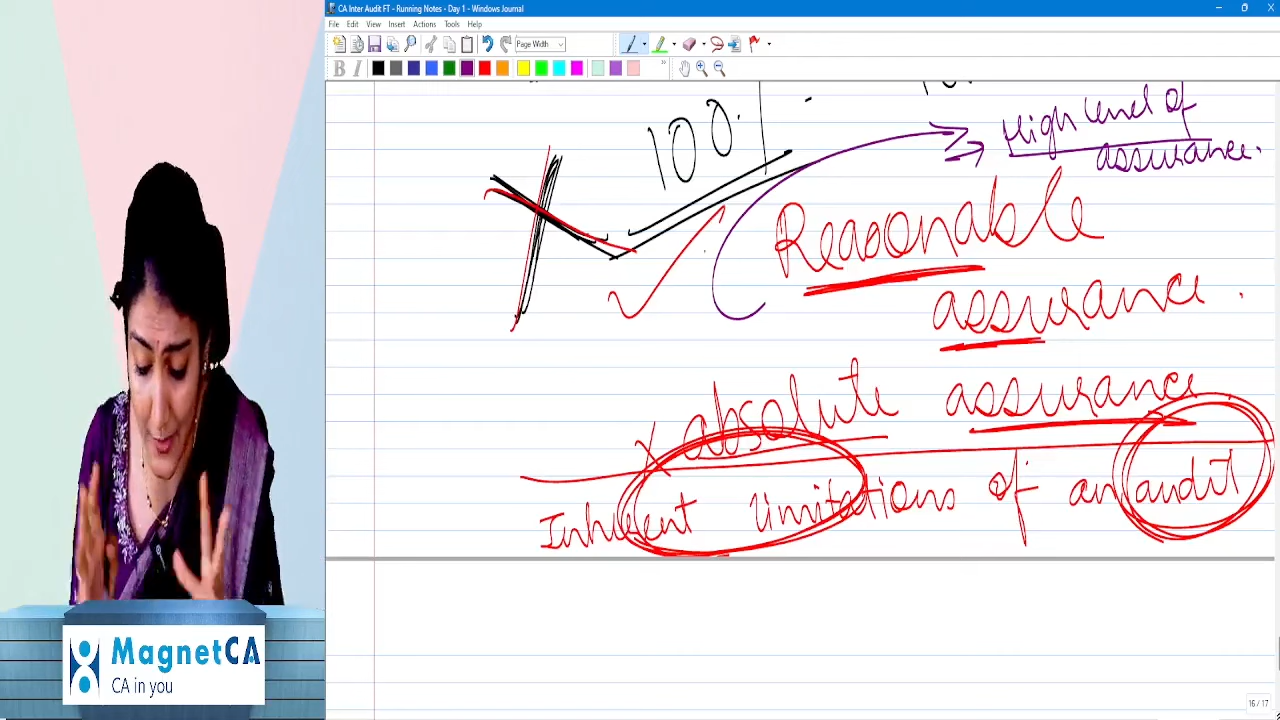 CA Inter Audit FT - Running Notes - Day 1 - Windows Journal
File Edit View Insert Actions Tools Help
Page Width
B I
100%
High level of
assurance.
Reasonable
assurance.
X absolute assurance
Inherent limitations of an audit
MagnetCA
CA in you
16 / 17